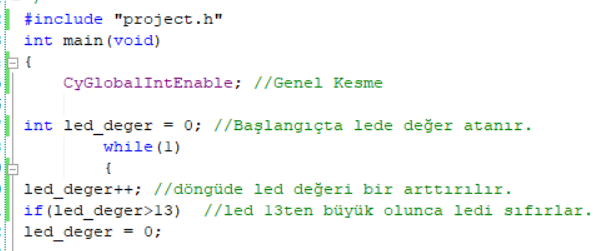 #include "project.h"
int main(void)
{
CyGlobalIntEnable; //Genel Kesme
int led_deger = 0; //Başlangıçta lede değer atanır.
while(1)
{
led_deger++; //döngüde led değeri bir arttırılır.
if(led_deger>13) //led 13ten büyük olunca ledi sıfırlar.
led_deger = 0;